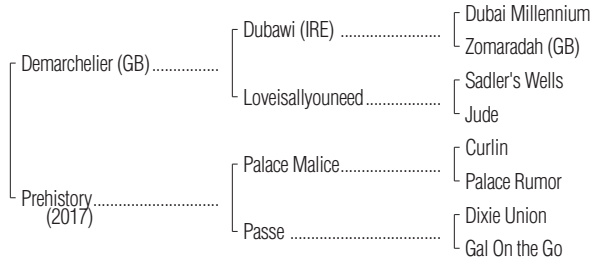 Dubai Millennium
Dubawi (IRE) ....................
Zomaradah (GB)
Demarchelier (GB)................
Sadler's Wells
Loveisallyouneed..................
Jude
Curlin
Palace Malice.......................
Palace Rumor
Prehistory..............................
(2017)
Dixie Union
Passe ...................................
Gal On the Go